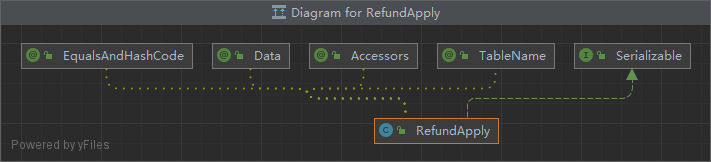 Diagram for RefundApply
@ EqualsAndHashCode
@ Data
@ Accessors
@ TableName
I Serializable
C RefundApply
Powered by yFiles